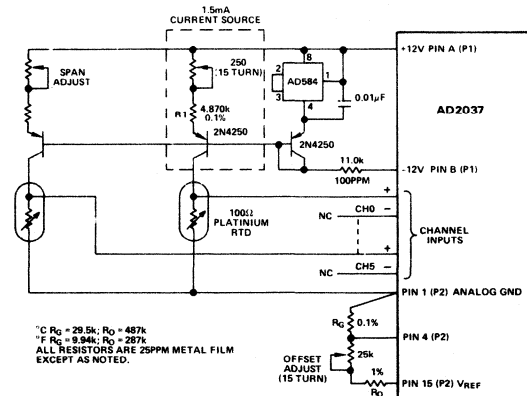 1.5mA
CURRENT SOURCE
+12V PIN A (P1)
SPAN
ADJUST
250
(15 TURN)
8
2
3
AD584
1
4
0.01μF
AD2037
R1
4.870k
0.1%
2N4250
2N4250
11.0k
100PPM
-12V PIN B (P1)
+
CH0 –
NC
100Ω
PLATINIUM
RTD
CHANNEL
INPUTS
+
CH5 –
NC
PIN 1 (P2) ANALOG GND
RG 0.1%
PIN 4 (P2)
25k
OFFSET
ADJUST
(15 TURN)
1%
RO
PIN 15 (P2) VREF
°C RG = 29.5k; RO = 487k
°F RG = 9.94k; RO = 287k
ALL RESISTORS ARE 25PPM METAL FILM
EXCEPT AS NOTED.